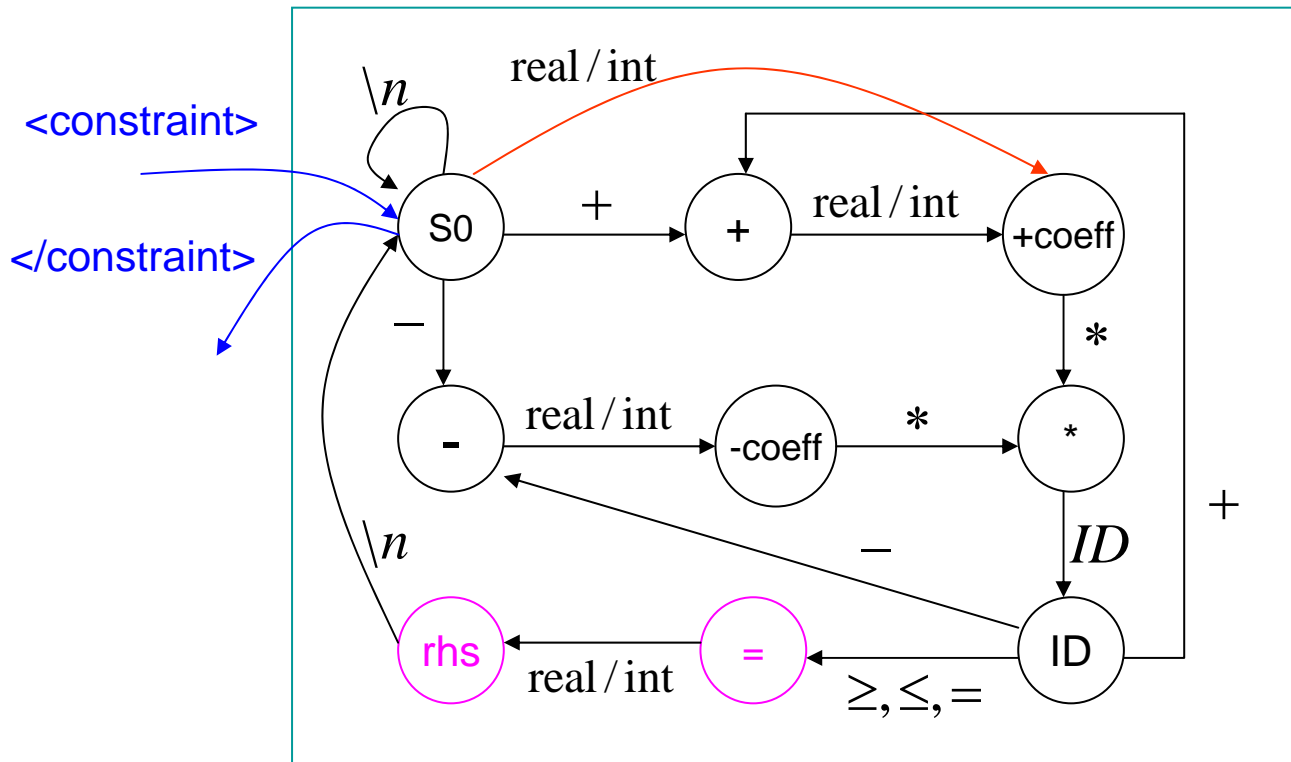 real / int
\n
<constraint>
S0
+
+
real / int
+coeff
</constraint>
−
*
-
real / int
-coeff
*
*
+
\n
−
ID
rhs
real / int
=
≥, ≤, =
ID